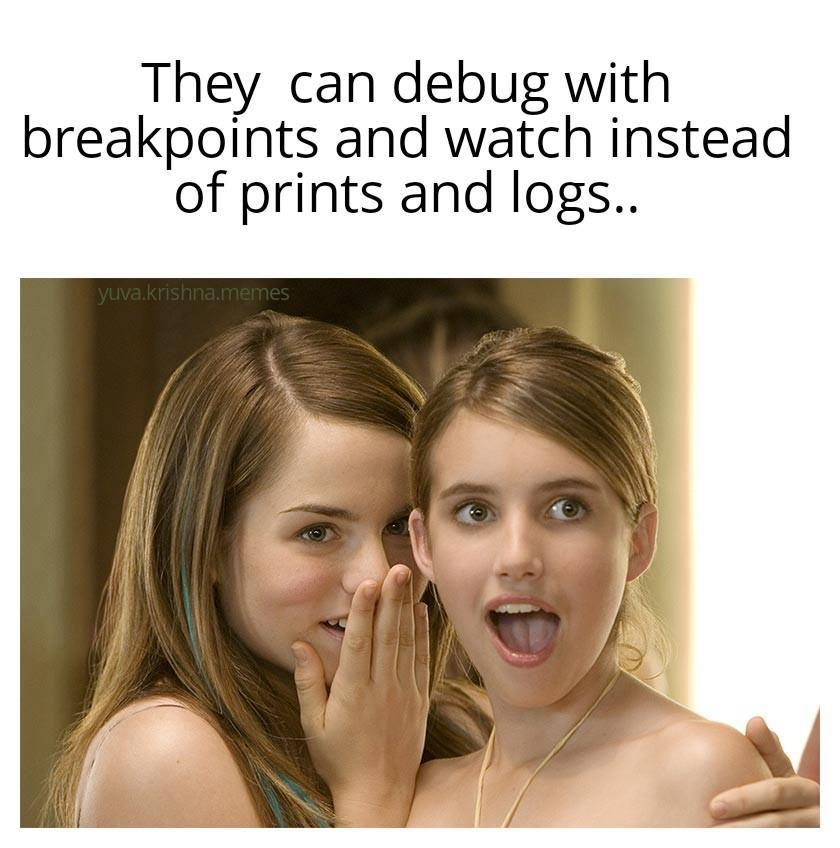 They can debug with
breakpoints and watch instead
of prints and logs..
yuva.krishna.memes